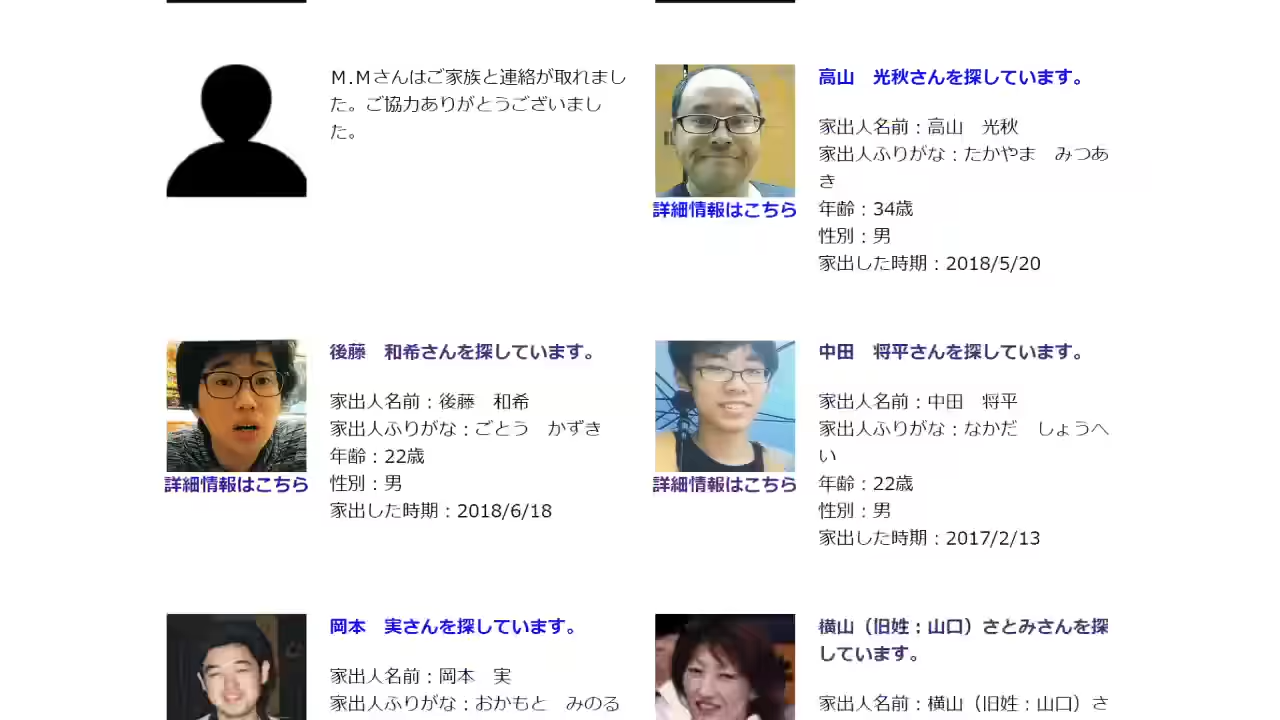 M.Mさんはご家族と連絡が取れまし
た。ご協力ありがとうございまし
た。
高山　光秋さんを探しています。
家出人名前：高山　光秋
家出人ふりがな：たかやま　みつあ
き
年齢：34歳
性別：男
家出した時期：2018/5/20
詳細情報はこちら
後藤　和希さんを探しています。
家出人名前：後藤　和希
家出人ふりがな：ごとう　かずき
年齢：22歳
性別：男
家出した時期：2018/6/18
詳細情報はこちら
中田　将平さんを探しています。
家出人名前：中田　将平
家出人ふりがな：なかだ　しょうへ
い
年齢：22歳
性別：男
家出した時期：2017/2/13
詳細情報はこちら
岡本　実さんを探しています。
家出人名前：岡本　実
家出人ふりがな：おかもと　みのる
横山（旧姓：山口）さとみさんを探
しています。
家出人名前：横山（旧姓：山口）さ